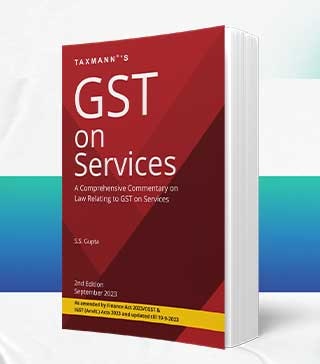 TAXMANN®'S
GST
on
Services
A Comprehensive Commentary on
Law Relating to GST on Services
S.S. Gupta
2nd Edition
September 2023
As amended by Finance Act 2023/CGST &
IGST (Amdt.) Acts 2023 and updated till 10-9-2023